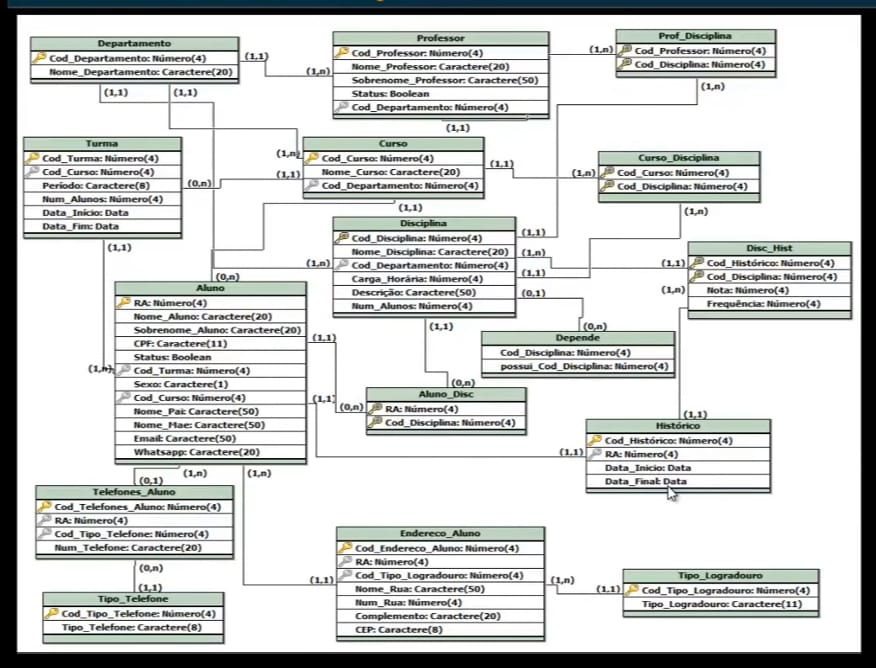 Departamento
Cod_Departamento: Número(4)
Nome_Departamento: Caractere(20)
(1,1)
(1,1)
(1,1)
Professor
Cod_Professor: Número(4)
Nome_Professor: Caractere(20)
Sobrenome_Professor: Caractere(50)
Status: Boolean
Cod_Departamento: Número(4)
(1,n)
(1,1)
Prof_Disciplina
Cod_Professor: Número(4)
Cod_Disciplina: Número(4)
(1,n)
(1,n)
Turma
Cod_Turma: Número(4)
Cod_Curso: Número(4)
Período: Caractere(8)
Num_Alunos: Número(4)
Data_Início: Data
Data_Fim: Data
(0,n)
(1,1)
Curso
Cod_Curso: Número(4)
Nome_Curso: Caractere(20)
Cod_Departamento: Número(4)
(1,n)
(1,1)
(1,1)
(1,1)
Curso_Disciplina
Cod_Curso: Número(4)
Cod_Disciplina: Número(4)
(1,n)
(1,n)
Disciplina
Cod_Disciplina: Número(4)
Nome_Disciplina: Caractere(20)
Cod_Departamento: Número(4)
Carga_Horária: Número(4)
Descrição: Caractere(50)
Num_Alunos: Número(4)
(1,n)
(1,1)
(1,n)
(1,1)
(0,1)
(1,1)
Disc_Hist
Cod_Histórico: Número(4)
Cod_Disciplina: Número(4)
Nota: Número(4)
Frequência: Número(4)
(1,1)
(1,n)
Aluno
RA: Número(4)
Nome_Aluno: Caractere(20)
Sobrenome_Aluno: Caractere(20)
CPF: Caractere(11)
Status: Boolean
Cod_Turma: Número(4)
Sexo: Caractere(1)
Cod_Curso: Número(4)
Nome_Pai: Caractere(50)
Nome_Mae: Caractere(50)
Email: Caractere(50)
Whatsapp: Caractere(20)
(0,n)
(1,n)
(1,1)
(1,1)
(0,1)
(1,n)
(1,n)
Depende
Cod_Disciplina: Número(4)
possui_Cod_Disciplina: Número(4)
(0,n)
Aluno_Disc
RA: Número(4)
Cod_Disciplina: Número(4)
(0,n)
(0,n)
Histórico
Cod_Histórico: Número(4)
RA: Número(4)
Data_Inicio: Data
Data_Final: Data
(1,1)
(1,1)
Telefones_Aluno
Cod_Telefones_Aluno: Número(4)
RA: Número(4)
Cod_Tipo_Telefone: Número(4)
Num_Telefone: Caractere(20)
(0,n)
(1,1)
Tipo_Telefone
Cod_Tipo_Telefone: Número(4)
Tipo_Telefone: Caractere(8)
Endereco_Aluno
Cod_Endereco_Aluno: Número(4)
RA: Número(4)
Cod_Tipo_Logradouro: Número(4)
Nome_Rua: Caractere(50)
Num_Rua: Número(4)
Complemento: Caractere(20)
CEP: Caractere(8)
(1,1)
(1,n)
(1,1)
Tipo_Logradouro
Cod_Tipo_Logradouro: Número(4)
Tipo_Logradouro: Caractere(11)